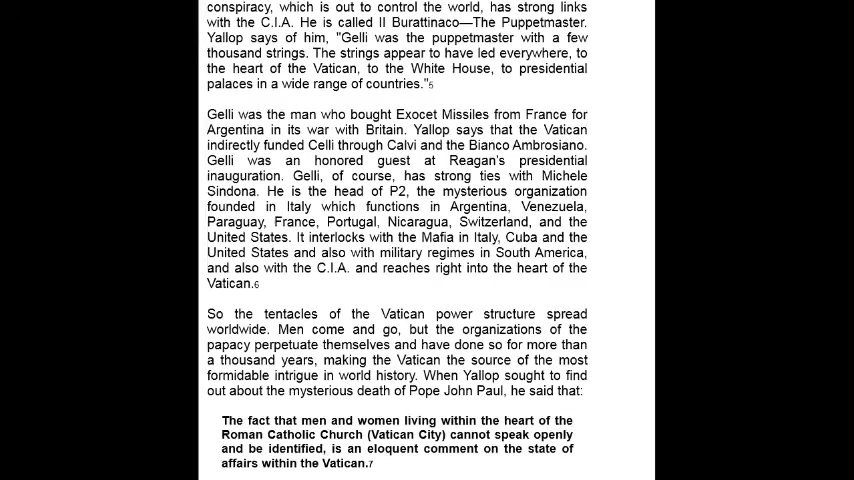 conspiracy, which is out to control the world, has strong links
with the C.I.A. He is called II Burattinaco—The Puppetmaster.
Yallop says of him, "Gelli was the puppetmaster with a few
thousand strings. The strings appear to have led everywhere, to
the heart of the Vatican, to the White House, to presidential
palaces in a wide range of countries."5
Gelli was the man who bought Exocet Missiles from France for
Argentina in its war with Britain. Yallop says that the Vatican
indirectly funded Celli through Calvi and the Bianco Ambrosiano.
Gelli was an honored guest at Reagan's presidential
inauguration. Gelli, of course, has strong ties with Michele
Sindona. He is the head of P2, the mysterious organization
founded in Italy which functions in Argentina, Venezuela,
Paraguay, France, Portugal, Nicaragua, Switzerland, and the
United States. It interlocks with the Mafia in Italy, Cuba and the
United States and also with military regimes in South America,
and also with the C.I.A. and reaches right into the heart of the
Vatican.6
So the tentacles of the Vatican power structure spread
worldwide. Men come and go, but the organizations of the
papacy perpetuate themselves and have done so for more than
a thousand years, making the Vatican the source of the most
formidable intrigue in world history. When Yallop sought to find
out about the mysterious death of Pope John Paul, he said that:
The fact that men and women living within the heart of the
Roman Catholic Church (Vatican City) cannot speak openly
and be identified, is an eloquent comment on the state of
affairs within the Vatican.7